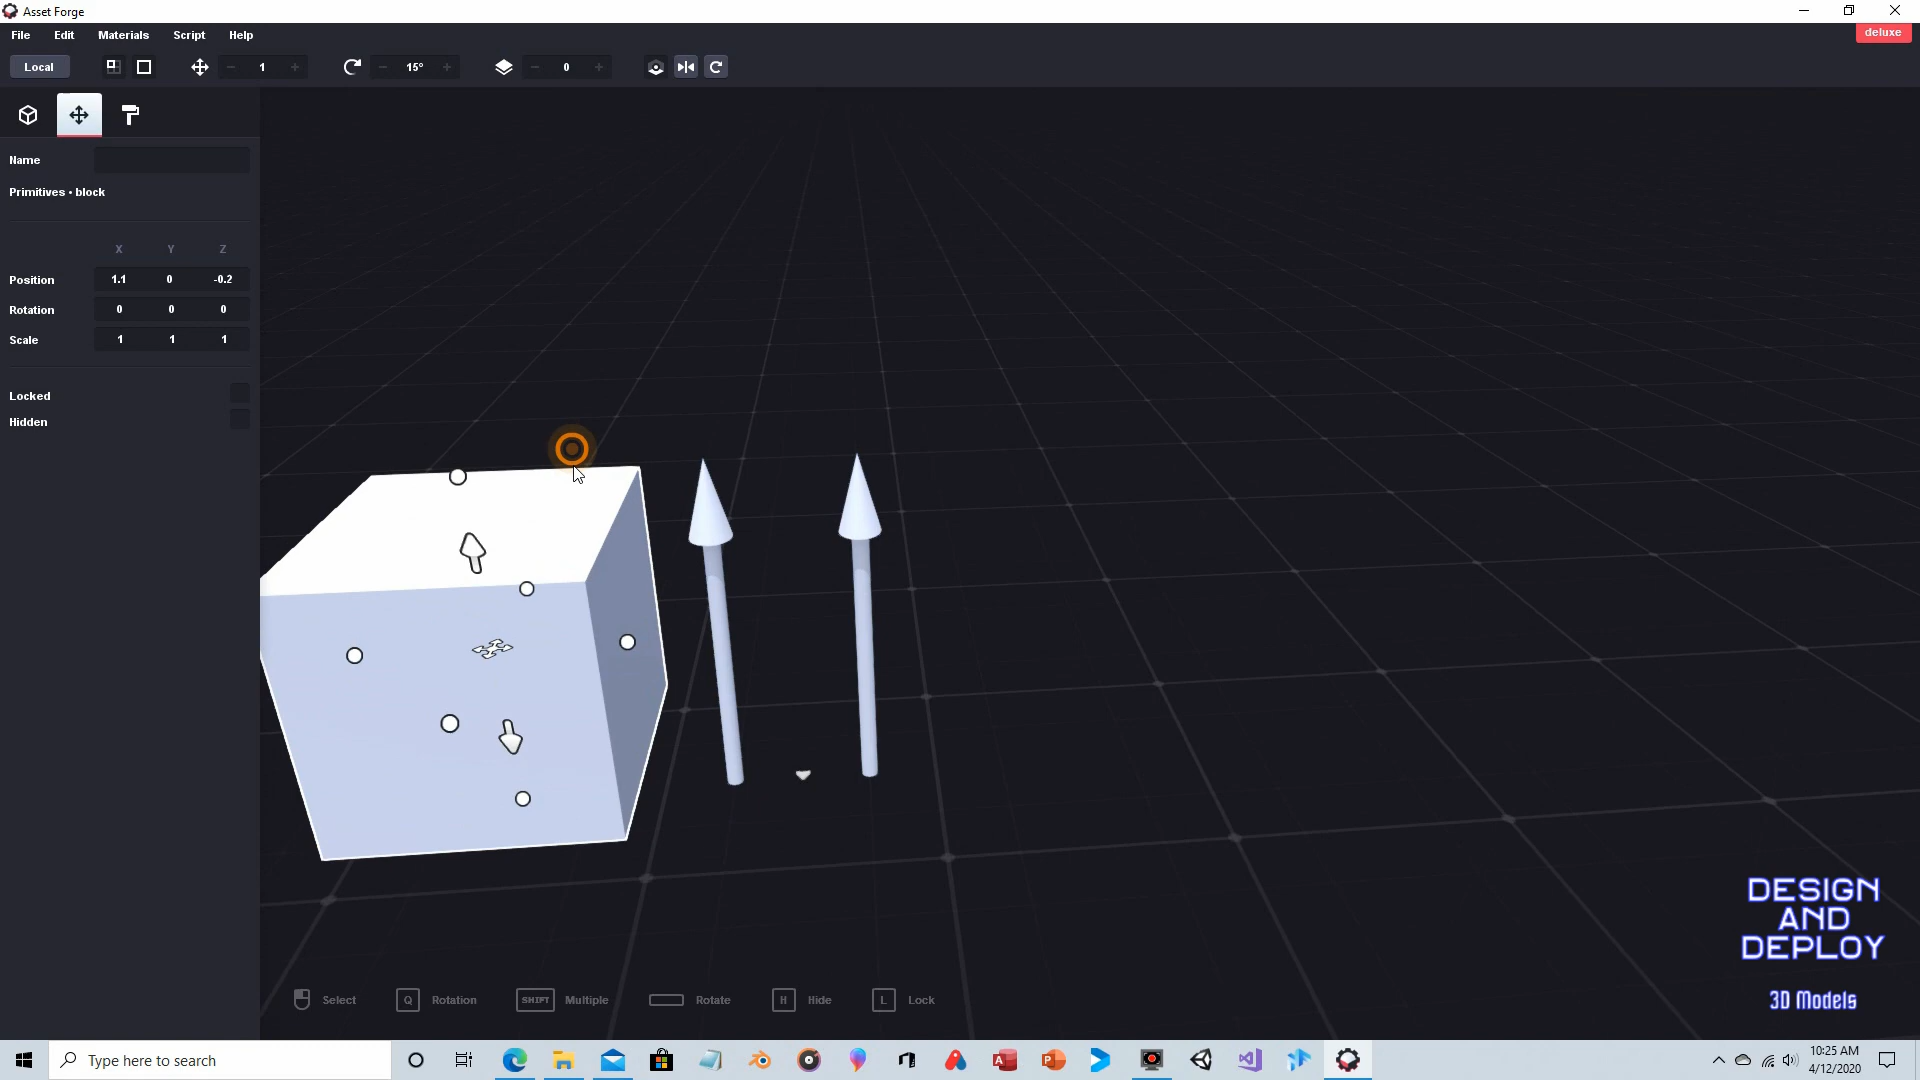 Asset Forge
File Edit Materials Script Help
deluxe
Local 1 15° 0
Name
Primitives • block
X Y Z
Position 1.1 0 -0.2
Rotation 0 0 0
Scale 1 1 1
Locked
Hidden
DESIGN
AND
DEPLOY
3D Models
Select Q Rotation SHIFT Multiple Rotate H Hide L Lock
Type here to search
10:25 AM
4/12/2020